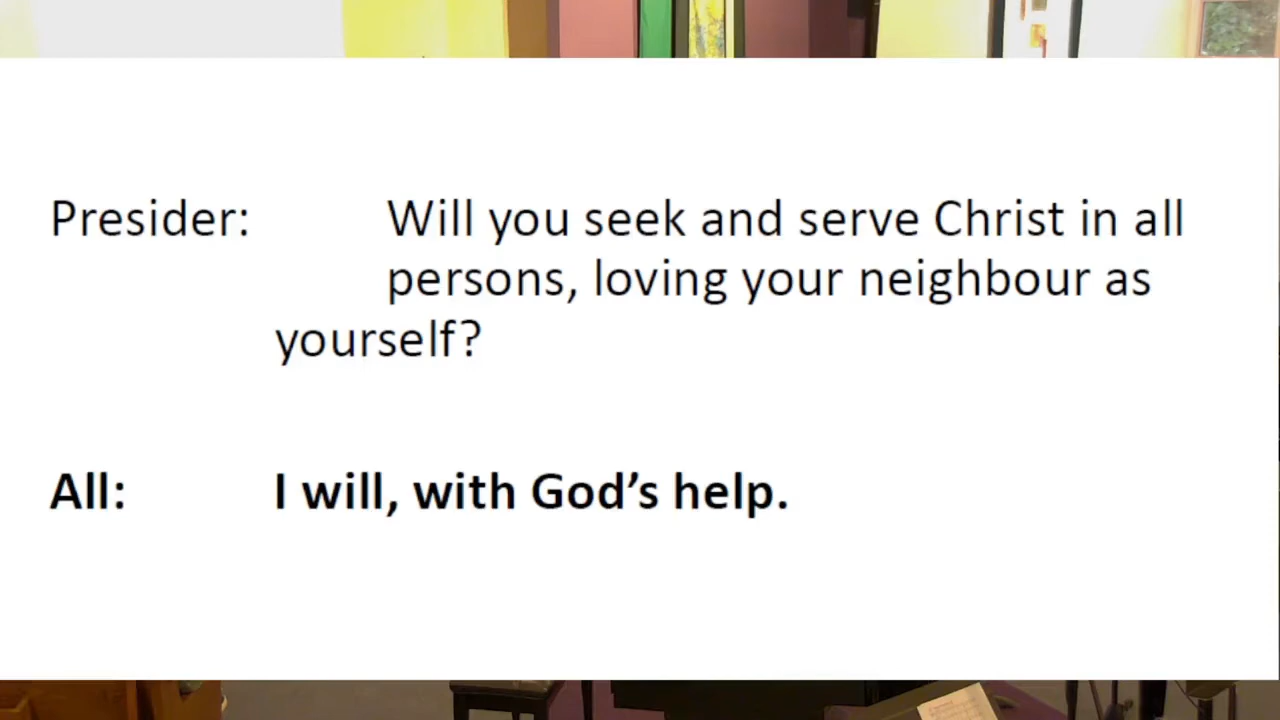 Presider: Will you seek and serve Christ in all
persons, loving your neighbour as
yourself?
All: I will, with God’s help.